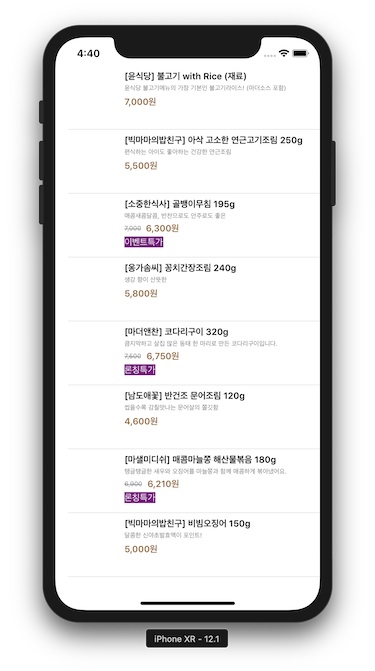 4:40
[윤식당] 불고기 with Rice (재료)
윤식당 불고기메뉴의 가장 기본인 불고기라이스! (마더소스 포함)
7,000원
[빅마마의밥친구] 아삭 고소한 연근고기조림 250g
편식하는 아이도 좋아하는 건강한 연근조림
5,500원
[소중한식사] 골뱅이무침 195g
매콤새콤달콤, 반찬으로도 안주로도 좋은
7,000 6,300원
이벤트특가
[옹가솜씨] 꽁치간장조림 240g
생강 향이 산뜻한
5,800원
[마더앤찬] 코다리구이 320g
큼지막하고 살집 많은 동태 한 마리로 만든 코다리구이입니다.
7,500 6,750원
론칭특가
[남도애꽃] 반건조 문어조림 120g
씹을수록 감칠맛나는 문어살의 쫄깃함
4,600원
[마샐미디쉬] 매콤마늘쫑 해산물볶음 180g
탱글탱글한 새우와 오징어를 마늘쫑과 함께 매콤하게 볶아냈어요.
6,900 6,210원
론칭특가
[빅마마의밥친구] 비빔오징어 150g
달콤한 신야초발효액이 포인트!
5,000원
iPhone XR - 12.1